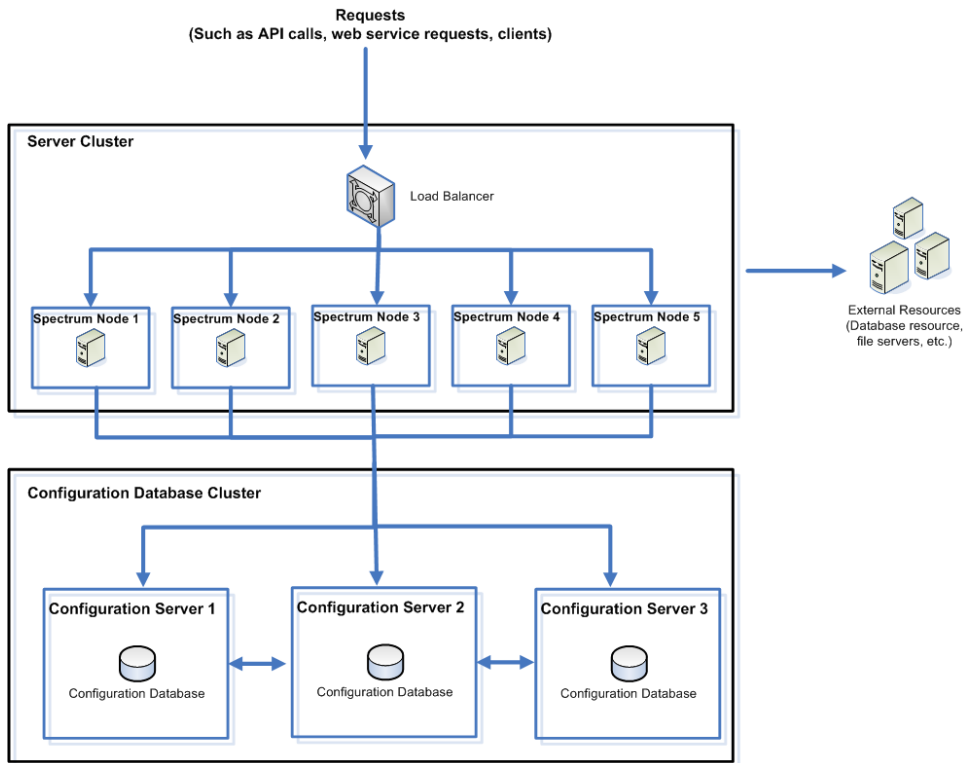 Requests
(Such as API calls, web service requests, clients)
Server Cluster
Load Balancer
Spectrum Node 1
Spectrum Node 2
Spectrum Node 3
Spectrum Node 4
Spectrum Node 5
External Resources
(Database resource,
file servers, etc.)
Configuration Database Cluster
Configuration Server 1
Configuration Database
Configuration Server 2
Configuration Database
Configuration Server 3
Configuration Database